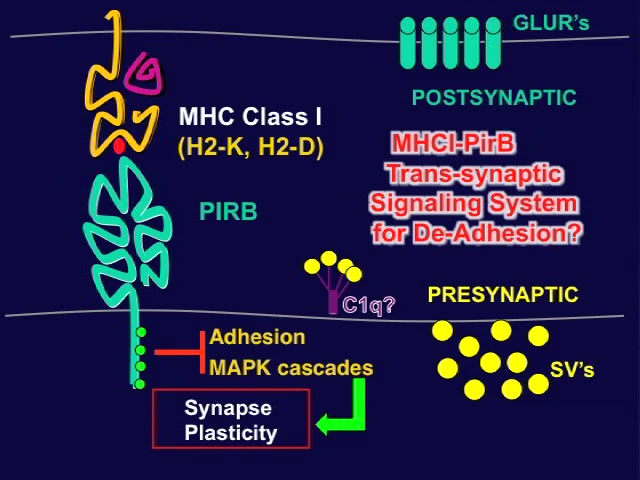 GLUR's
POSTSYNAPTIC
MHC Class I
(H2-K, H2-D)
MHCI-PirB
Trans-synaptic
Signaling System
for De-Adhesion?
PIRB
C1q?
PRESYNAPTIC
Adhesion
MAPK cascades
SV's
Synapse
Plasticity